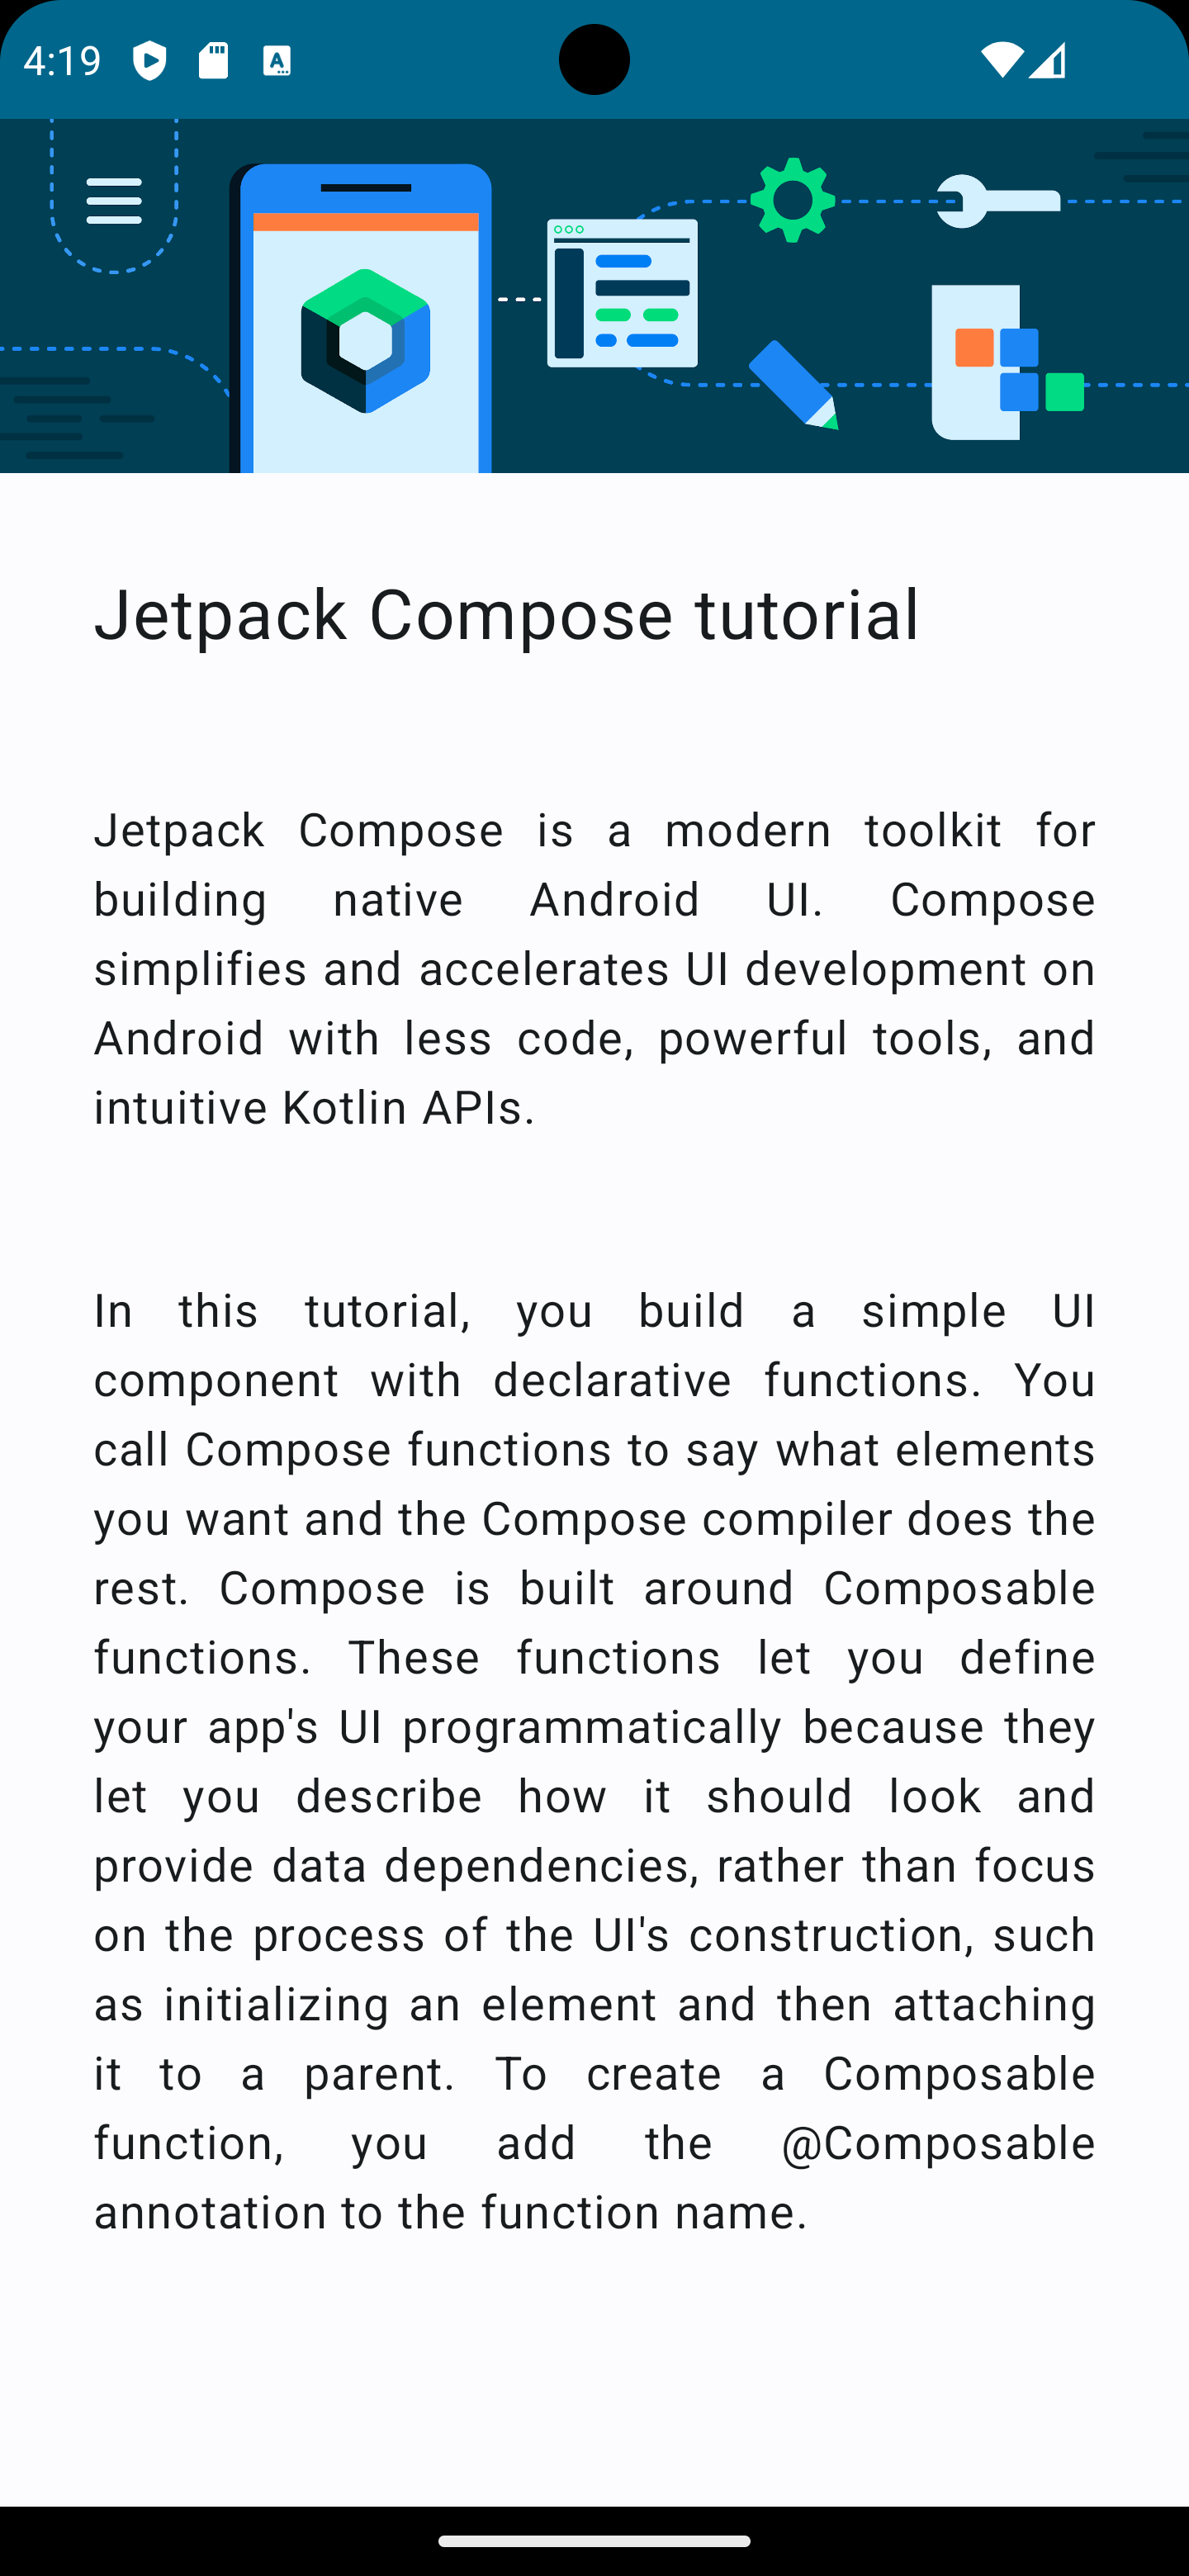 4:19
A
Jetpack Compose tutorial
Jetpack Compose is a modern toolkit for
building native Android UI. Compose
simplifies and accelerates UI development on
Android with less code, powerful tools, and
intuitive Kotlin APIs.
In this tutorial, you build a simple UI
component with declarative functions. You
call Compose functions to say what elements
you want and the Compose compiler does the
rest. Compose is built around Composable
functions. These functions let you define
your app's UI programmatically because they
let you describe how it should look and
provide data dependencies, rather than focus
on the process of the UI's construction, such
as initializing an element and then attaching
it to a parent. To create a Composable
function, you add the @Composable
annotation to the function name.